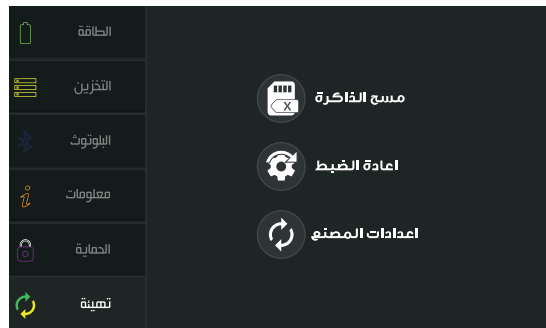 الطاقة
التخزين
البلوتوث
معلومات
الحماية
تهيئة
مسح الذاكرة
اعادة الضبط
اعدادات المصنع